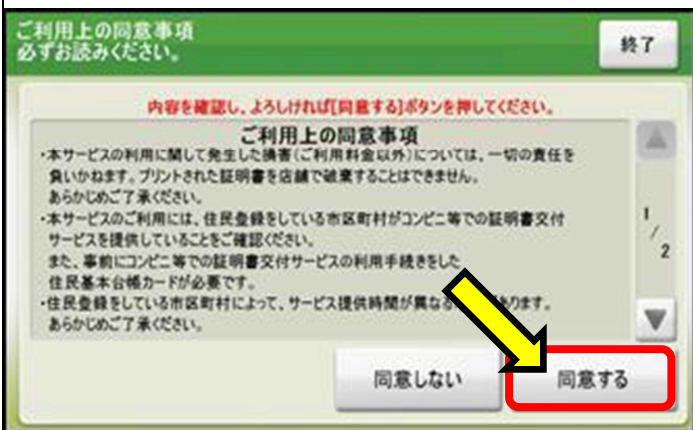 ご利用上の同意事項
必ずお読みください。
終了
内容を確認し、よろしければ[同意する]ボタンを押してください。
ご利用上の同意事項
・本サービスの利用に関して発生した損害(ご利用料金以外)については、一切の責任を
負いかねます。プリントされた証明書を店舗で破棄することはできません。
あらかじめご了承ください。
・本サービスのご利用には、住民登録をしている市区町村がコンビニ等での証明書交付
サービスを提供していることをご確認ください。
また、事前にコンビニ等での証明書交付サービスの利用手続きをした
住民基本台帳カードが必要です。
・住民登録をしている市区町村によって、サービス提供時間が異なる があります。
あらかじめご了承ください。
1
/
2
同意しない
同意する